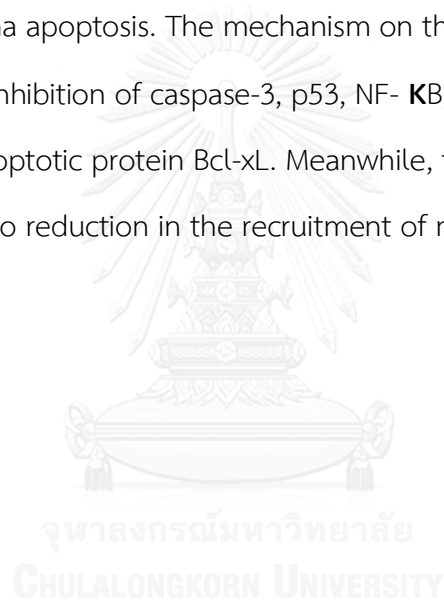 na apoptosis. The mechanism on th
nhibition of caspase-3, p53, NF- KB
optotic protein Bcl-xL. Meanwhile, t
o reduction in the recruitment of r
จุฬาลงกรณ์มหาวิทยาลัย
CHULALONGKORN UNIVERSITY